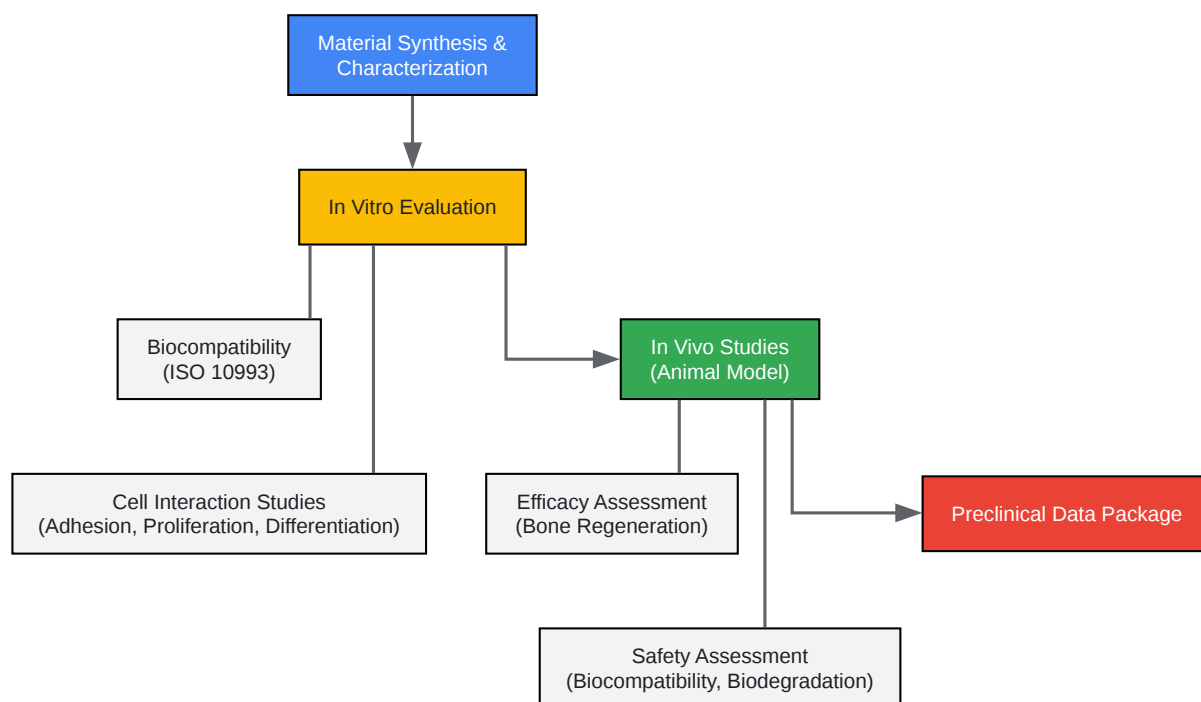 Material Synthesis &
Characterization
In Vitro Evaluation
Biocompatibility
(ISO 10993)
In Vivo Studies
(Animal Model)
Cell Interaction Studies
(Adhesion, Proliferation, Differentiation)
Efficacy Assessment
(Bone Regeneration)
Preclinical Data Package
Safety Assessment
(Biocompatibility, Biodegradation)